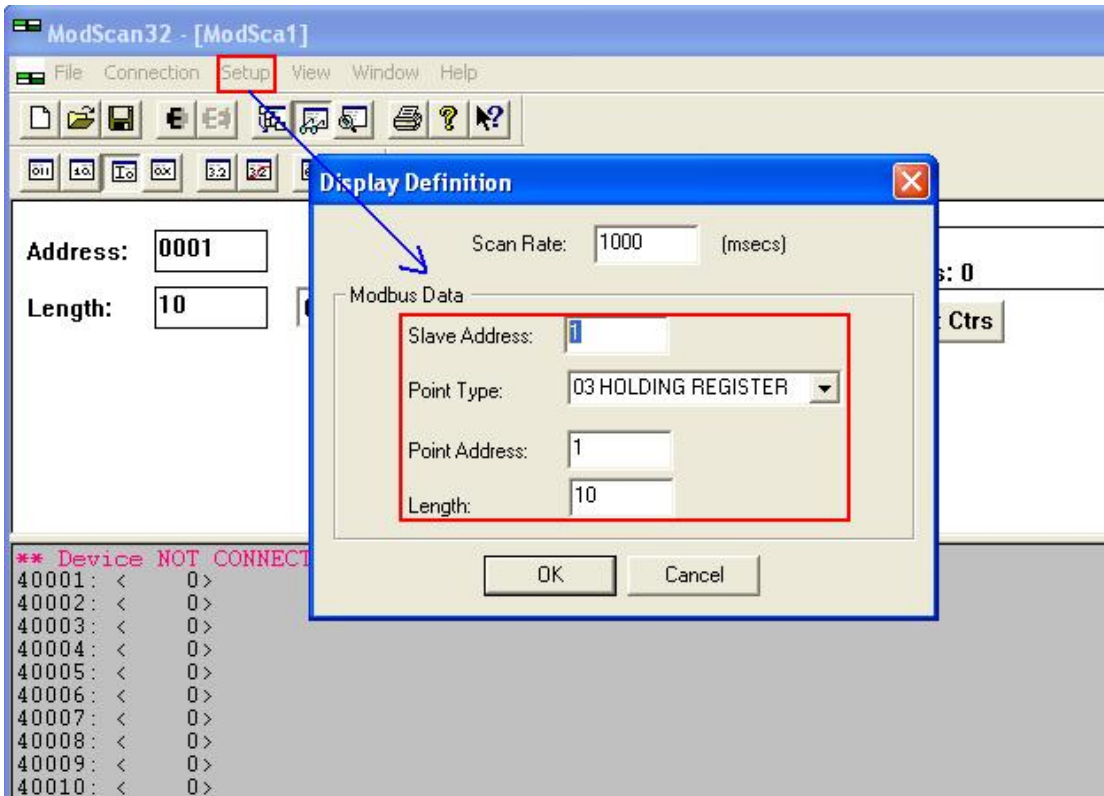 ModScan32 - [ModSca1]
File Connection Setup View Window Help
Display Definition
Address: 0001
Length: 10
Scan Rate: 1000 (msecs)
Modbus Data
Slave Address: 1
Point Type: 03 HOLDING REGISTER
Point Address: 1
Length: 10
OK Cancel
: 0
Ctrs
** Device NOT CONNECT
40001: < 0>
40002: < 0>
40003: < 0>
40004: < 0>
40005: < 0>
40006: < 0>
40007: < 0>
40008: < 0>
40009: < 0>
40010: < 0>